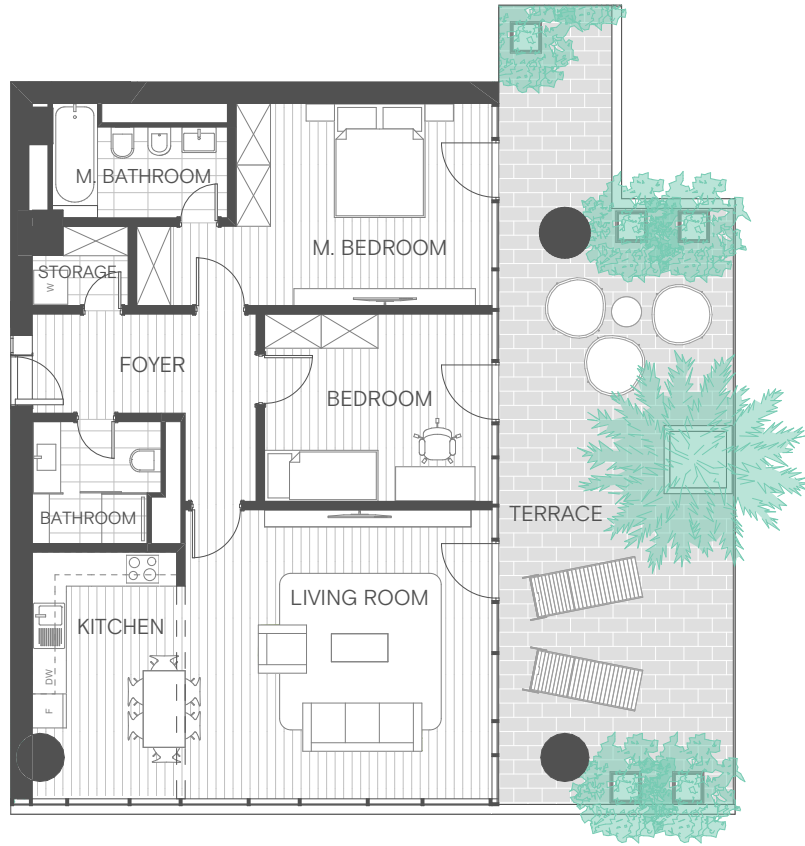 M. BATHROOM
M. BEDROOM
STORAGE
W
FOYER
BEDROOM
BATHROOM
TERRACE
LIVING ROOM
KITCHEN
DW
F